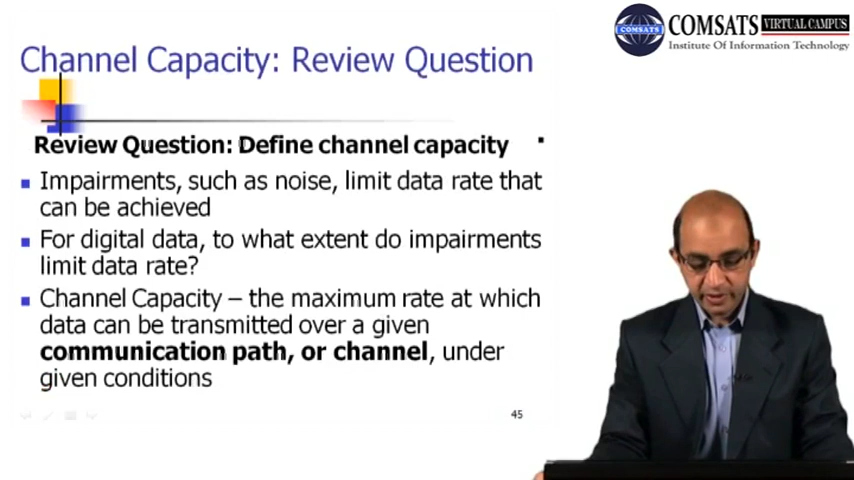 COMSATS VIRTUAL CAMPUS
COMSATS
Institute Of Information Technology
Channel Capacity: Review Question
Review Question: Define channel capacity
Impairments, such as noise, limit data rate that
can be achieved
For digital data, to what extent do impairments
limit data rate?
Channel Capacity – the maximum rate at which
data can be transmitted over a given
communication path, or channel, under
given conditions
45